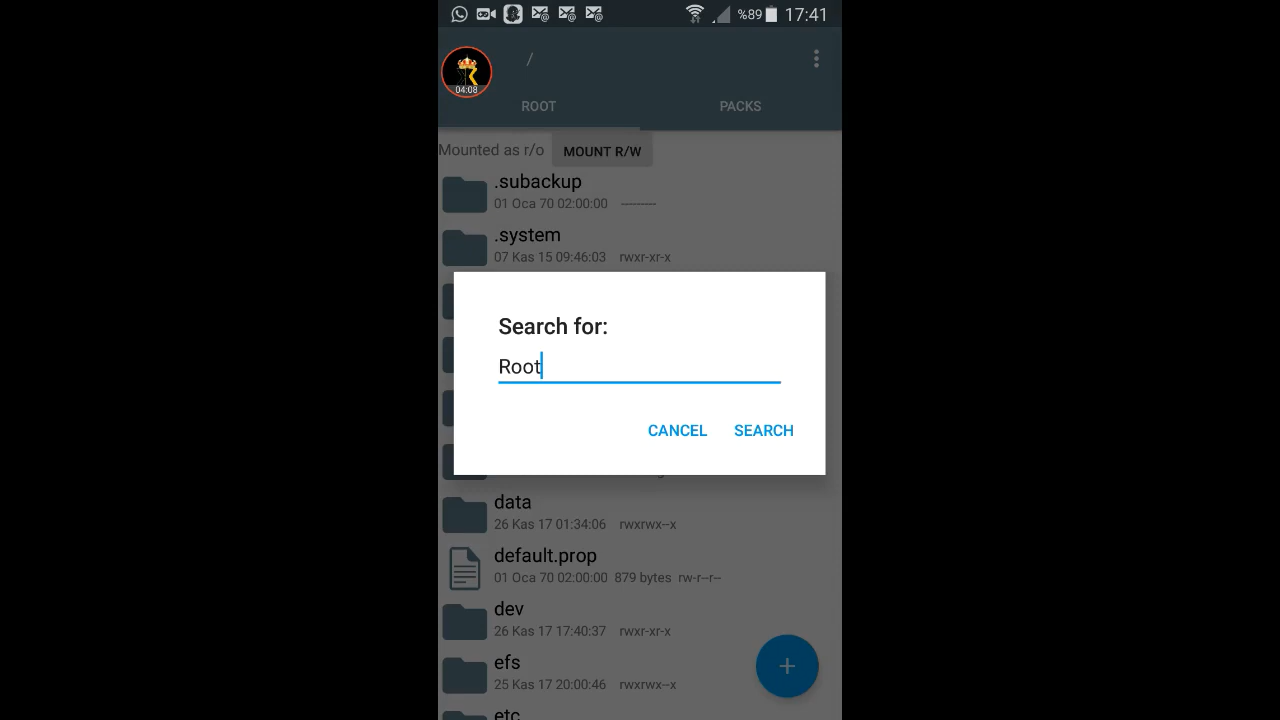 %89 17:41
/
04:08
ROOT PACKS
Mounted as r/o MOUNT R/W
.subackup
01 Oca 70 02:00:00 ---------
.system
07 Kas 15 09:46:03 rwxr-xr-x
Search for:
Root
CANCEL SEARCH
data
26 Kas 17 01:34:06 rwxrwx--x
default.prop
01 Oca 70 02:00:00 879 bytes rw-r--r--
dev
26 Kas 17 17:40:37 rwxr-xr-x
efs
25 Kas 17 20:00:46 rwxrwx--x
etc